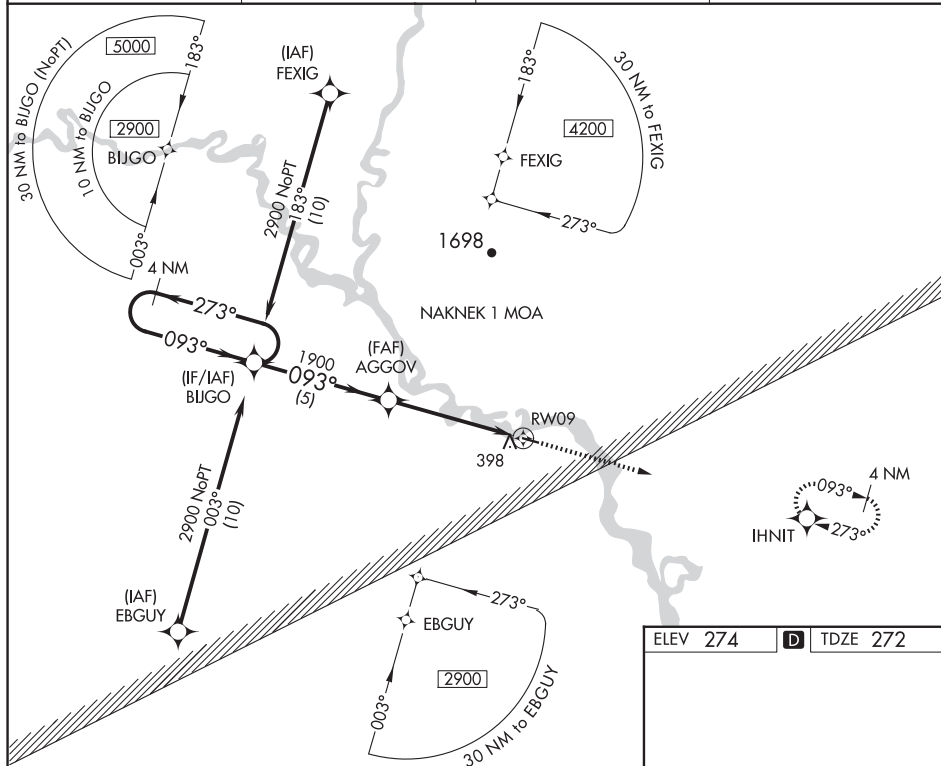 30 NM to BIJGO (NoPT)
5000
183°
10 NM to BIJGO
2900
BIJGO
003°
(IAF)
FEXIG
2900 NoPT
183°
(10)
183°
30 NM to FEXIG
4200
FEXIG
273°
1698
NAKNEK 1 MOA
4 NM
273°
093°
(IF/IAF)
BIJGO
1900
093°
(5)
(FAF)
AGGOV
RW09
398
2900 NoPT
003°
(10)
(IAF)
EBGUY
093°
4 NM
273°
IHNIT
273°
EBGUY
2900
003°
30 NM to EBGUY
ELEV 274 D TDZE 272